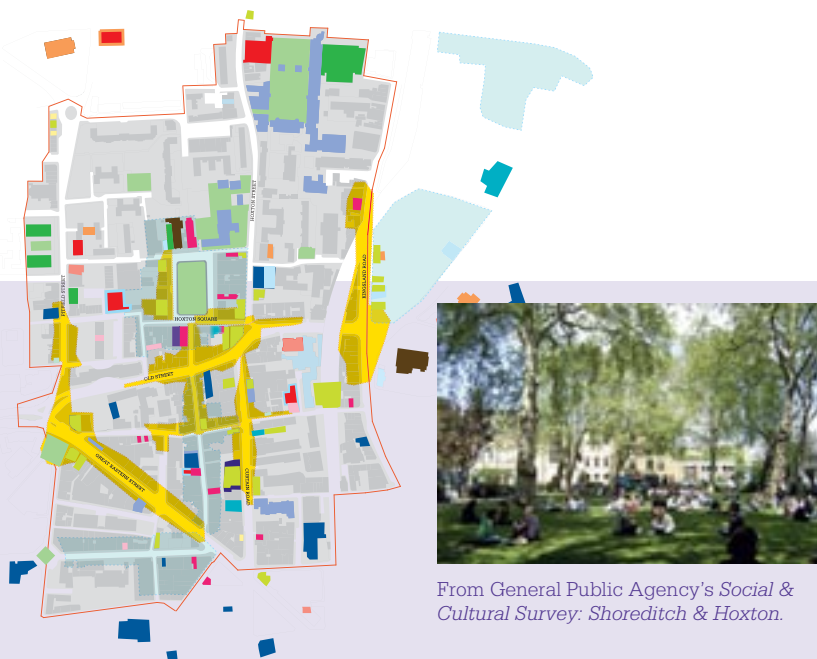 HOXTON STREET
KINGSLAND ROAD
PITFIELD STREET
HOXTON SQUARE
OLD STREET
GREAT EASTERN STREET
CURTAIN ROAD
From General Public Agency's Social &
Cultural Survey: Shoreditch & Hoxton.